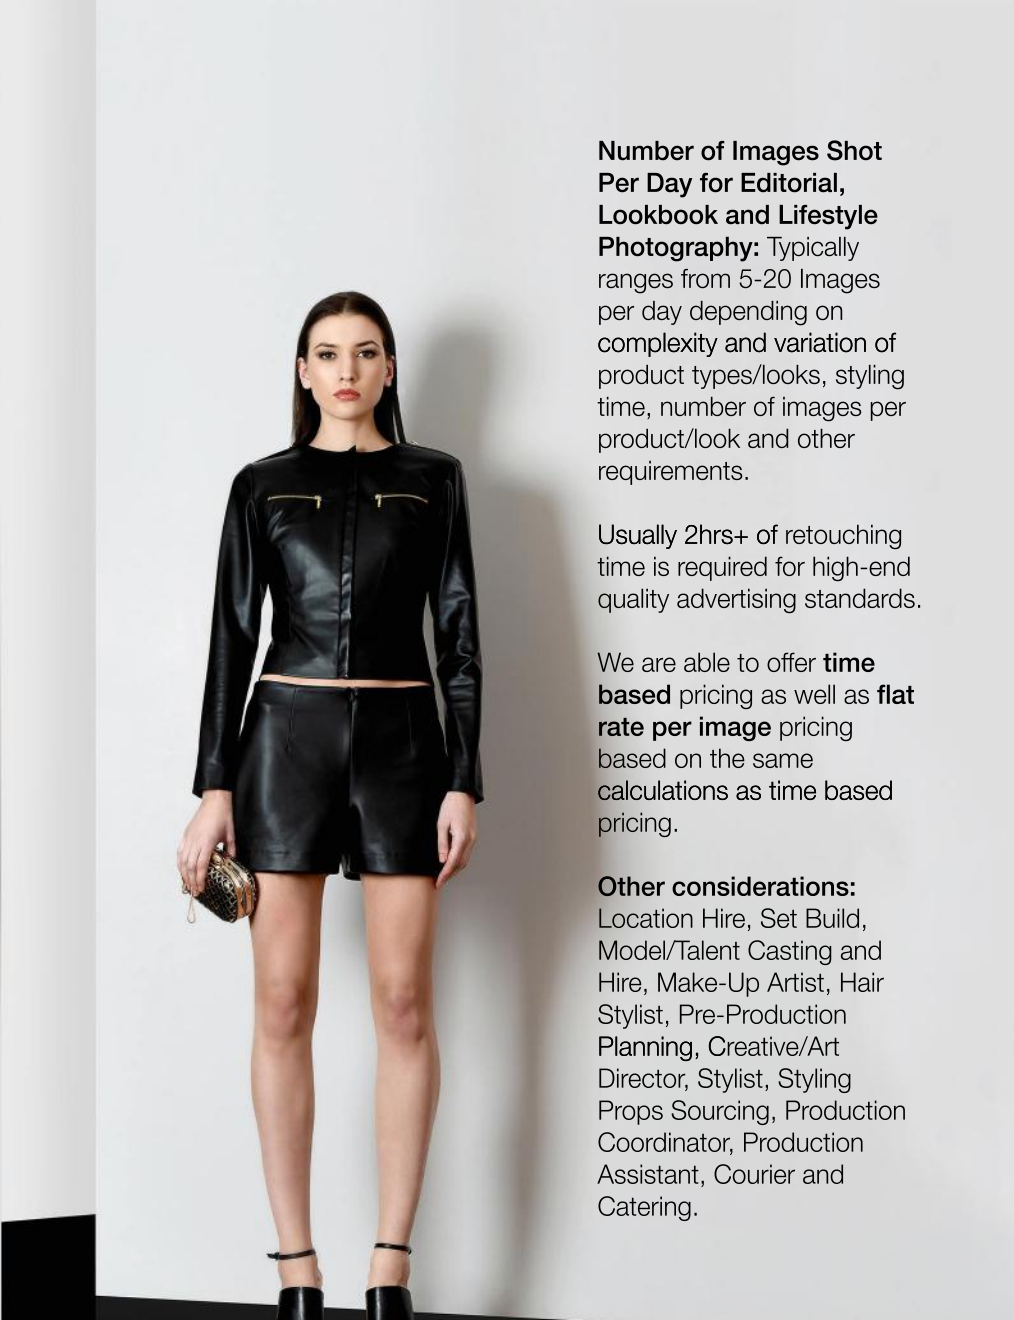 Number of Images Shot
Per Day for Editorial,
Lookbook and Lifestyle
Photography: Typically
ranges from 5-20 Images
per day depending on
complexity and variation of
product types/looks, styling
time, number of images per
product/look and other
requirements.
Usually 2hrs+ of retouching
time is required for high-end
quality advertising standards.
We are able to offer time
based pricing as well as flat
rate per image pricing
based on the same
calculations as time based
pricing.
Other considerations:
Location Hire, Set Build,
Model/Talent Casting and
Hire, Make-Up Artist, Hair
Stylist, Pre-Production
Planning, Creative/Art
Director, Stylist, Styling
Props Sourcing, Production
Coordinator, Production
Assistant, Courier and
Catering.